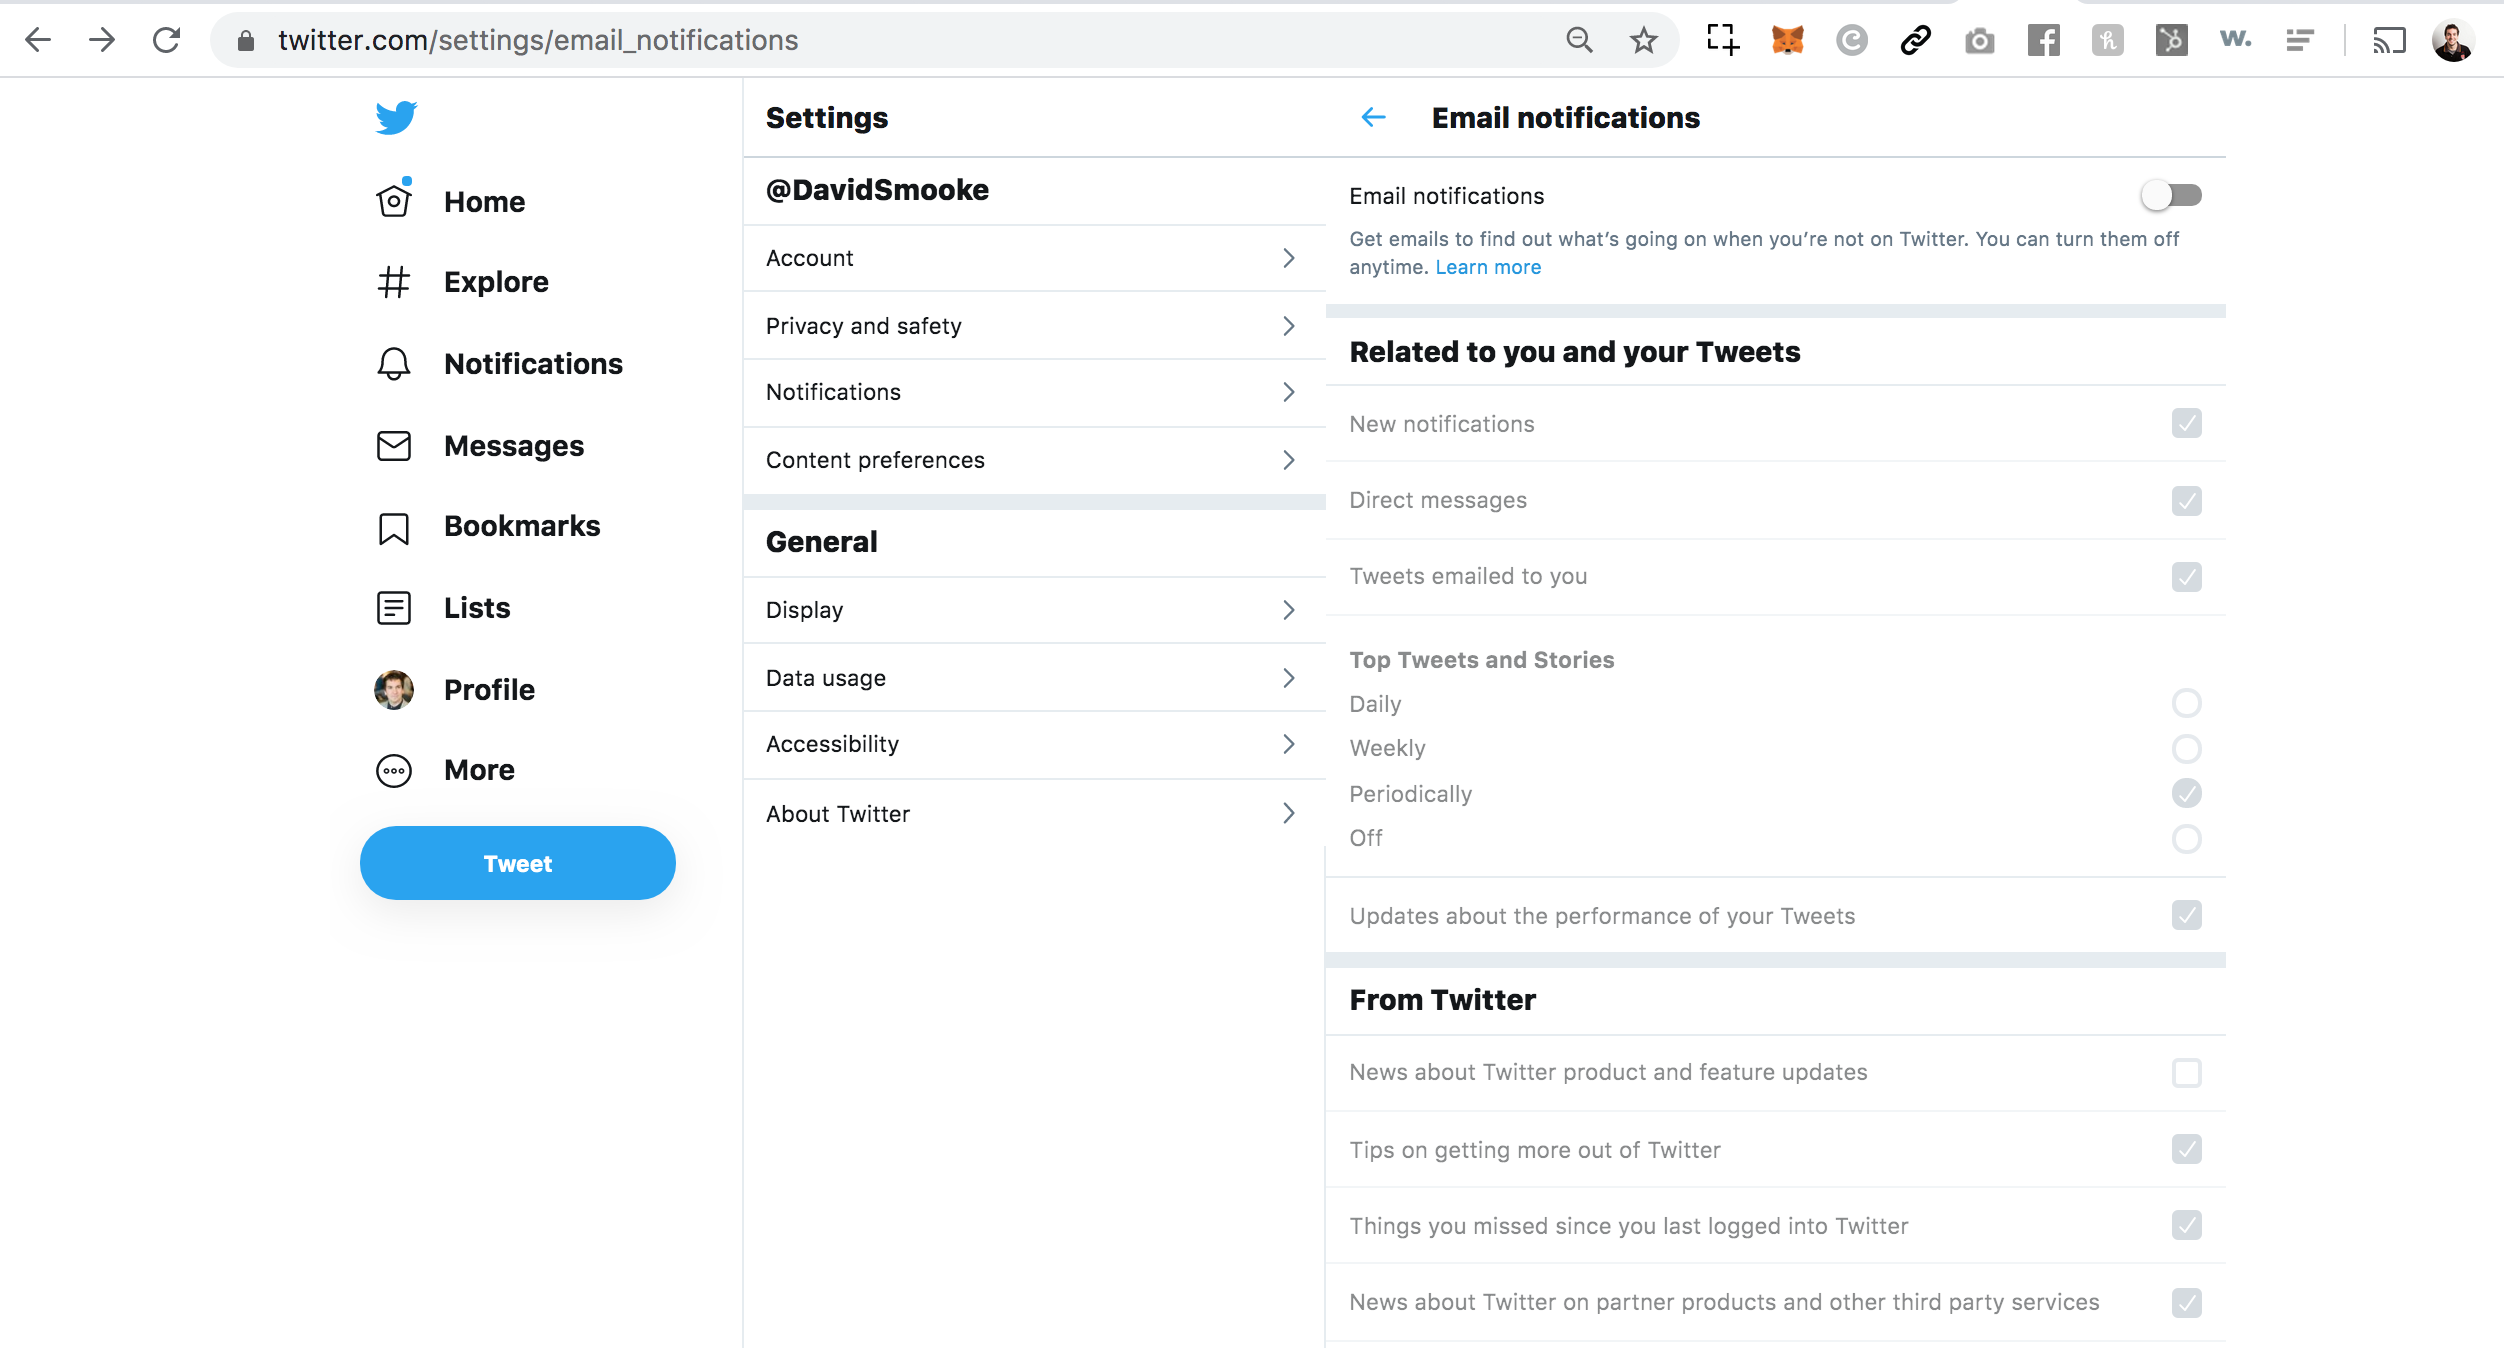 twitter.com/settings/email_notifications
w.
Home
Explore
Notifications
Messages
Bookmarks
Lists
Profile
More
Tweet
Settings
@DavidSmooke
Account
Privacy and safety
Notifications
Content preferences
General
Display
Data usage
Accessibility
About Twitter
Email notifications
Email notifications
Get emails to find out what’s going on when you’re not on Twitter. You can turn them off
anytime. Learn more
Related to you and your Tweets
New notifications
Direct messages
Tweets emailed to you
Top Tweets and Stories
Daily
Weekly
Periodically
Off
Updates about the performance of your Tweets
From Twitter
News about Twitter product and feature updates
Tips on getting more out of Twitter
Things you missed since you last logged into Twitter
News about Twitter on partner products and other third party services